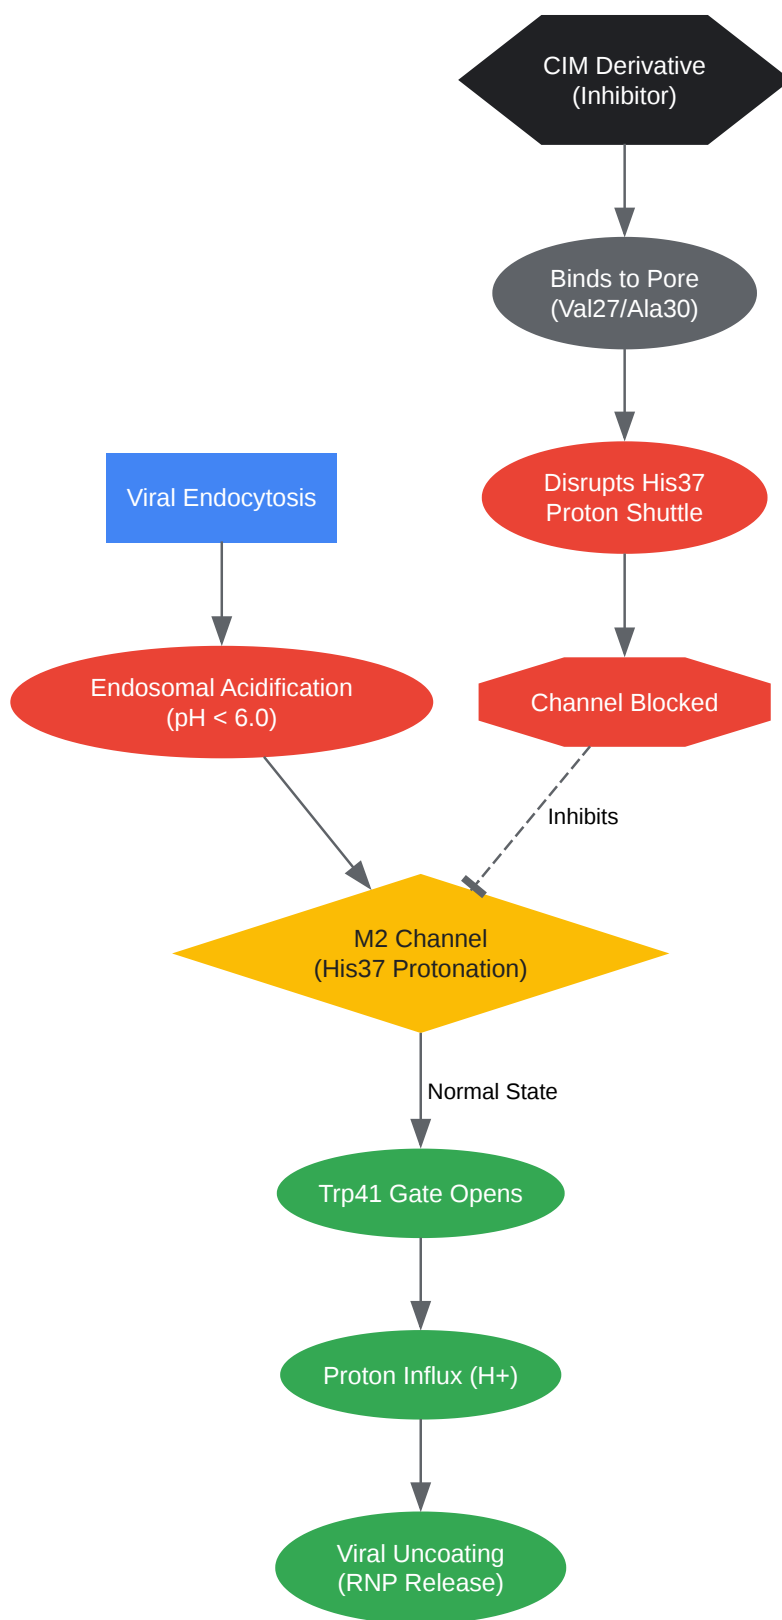 CIM Derivative
(Inhibitor)
Binds to Pore
(Val27/Ala30)
Viral Endocytosis
Disrupts His37
Proton Shuttle
Endosomal Acidification
(pH < 6.0)
Channel Blocked
Inhibits
M2 Channel
(His37 Protonation)
Normal State
Trp41 Gate Opens
Proton Influx (H+)
Viral Uncoating
(RNP Release)